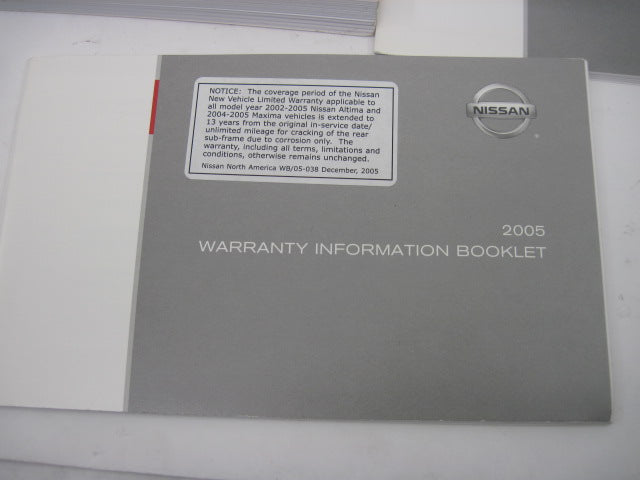 NOTICE: The coverage period of the Nissan
New Vehicle Limited Warranty applicable to
all model year 2002-2005 Nissan Altima and
2004-2005 Maxima vehicles is extended to
13 years from the original in-service date/
unlimited mileage for cracking of the rear
sub-frame due to corrosion only. The
warranty, including all terms, limitations and
conditions, otherwise remains unchanged.
Nissan North America WB/05-038 December, 2005
NISSAN
2005
WARRANTY INFORMATION BOOKLET